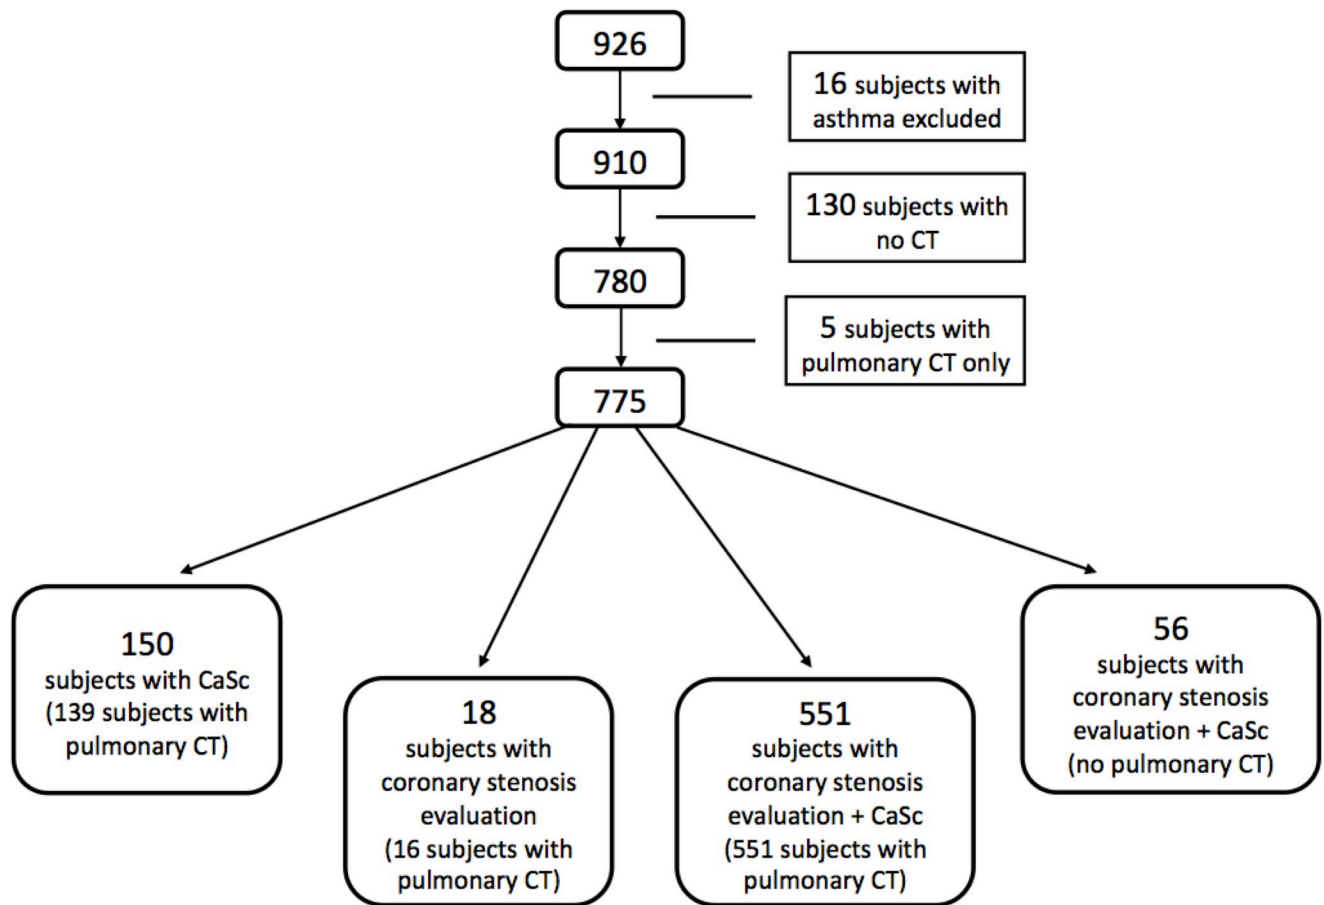 926
16 subjects with
asthma excluded
910
130 subjects with
no CT
780
5 subjects with
pulmonary CT only
775
150
subjects with CaSc
(139 subjects with
pulmonary CT)
18
subjects with
coronary stenosis
evaluation
(16 subjects with
pulmonary CT)
551
subjects with
coronary stenosis
evaluation + CaSc
(551 subjects with
pulmonary CT)
56
subjects with
coronary stenosis
evaluation + CaSc
(no pulmonary CT)